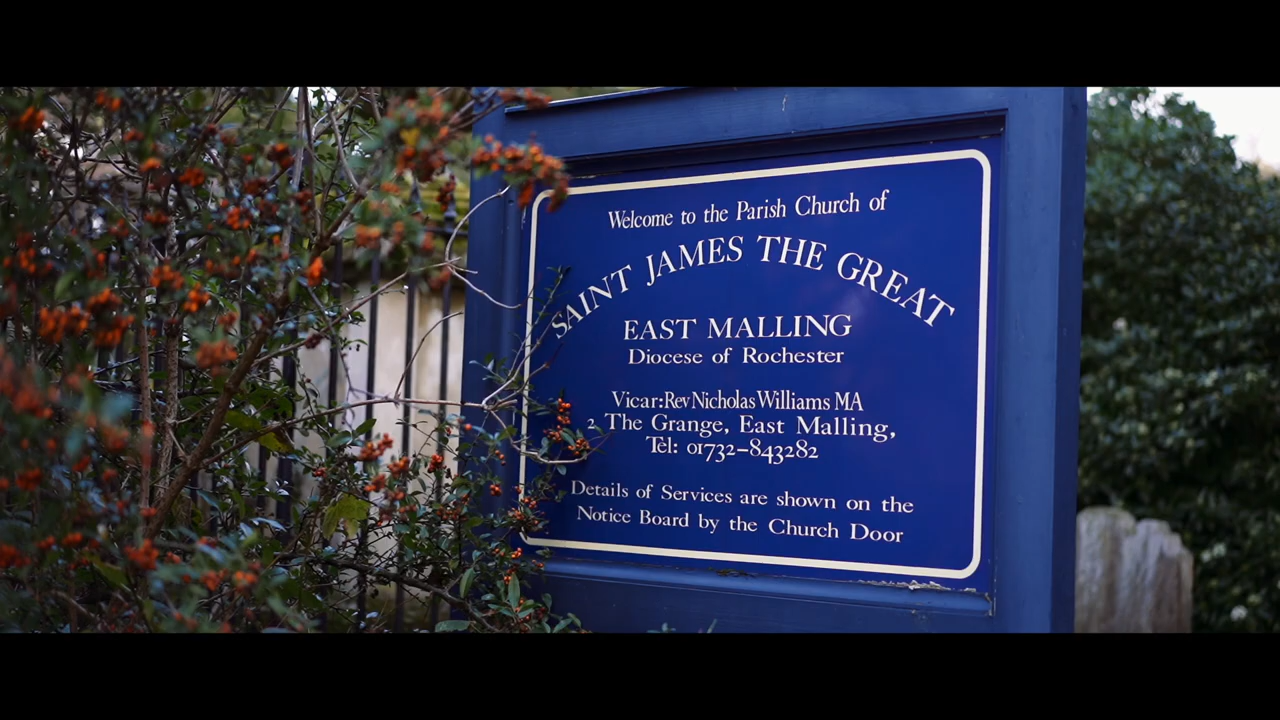 Welcome to the Parish Church of
SAINT JAMES THE GREAT
EAST MALLING
Diocese of Rochester
Vicar:Rev Nicholas Williams MA
2 The Grange, East Malling,
Tel: 01732-843282
Details of Services are shown on the
Notice Board by the Church Door